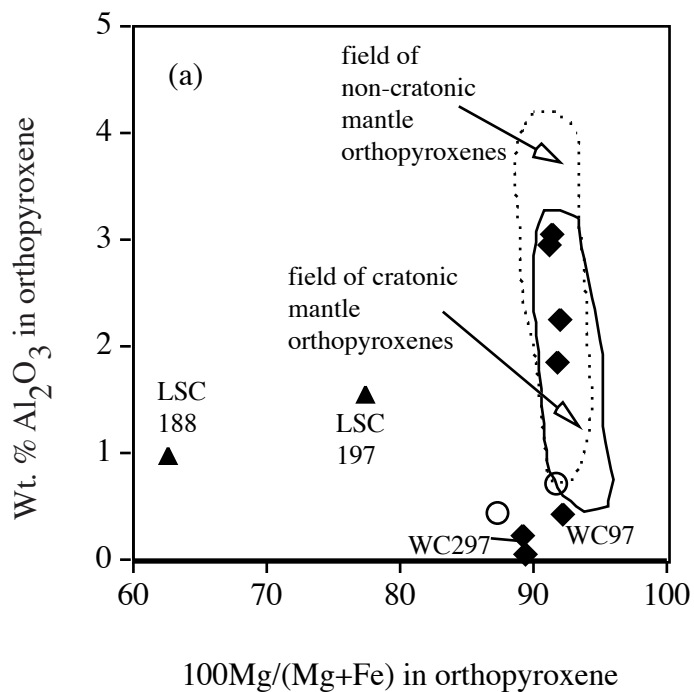 5
(a)
field of
non-cratonic
mantle
orthopyroxenes
4
3
field of cratonic
mantle
orthopyroxenes
2
LSC
188
LSC
197
1
WC297
WC97
0
60 70 80 90 100
Wt. % Al₂O₃ in orthopyroxene
100Mg/(Mg+Fe) in orthopyroxene